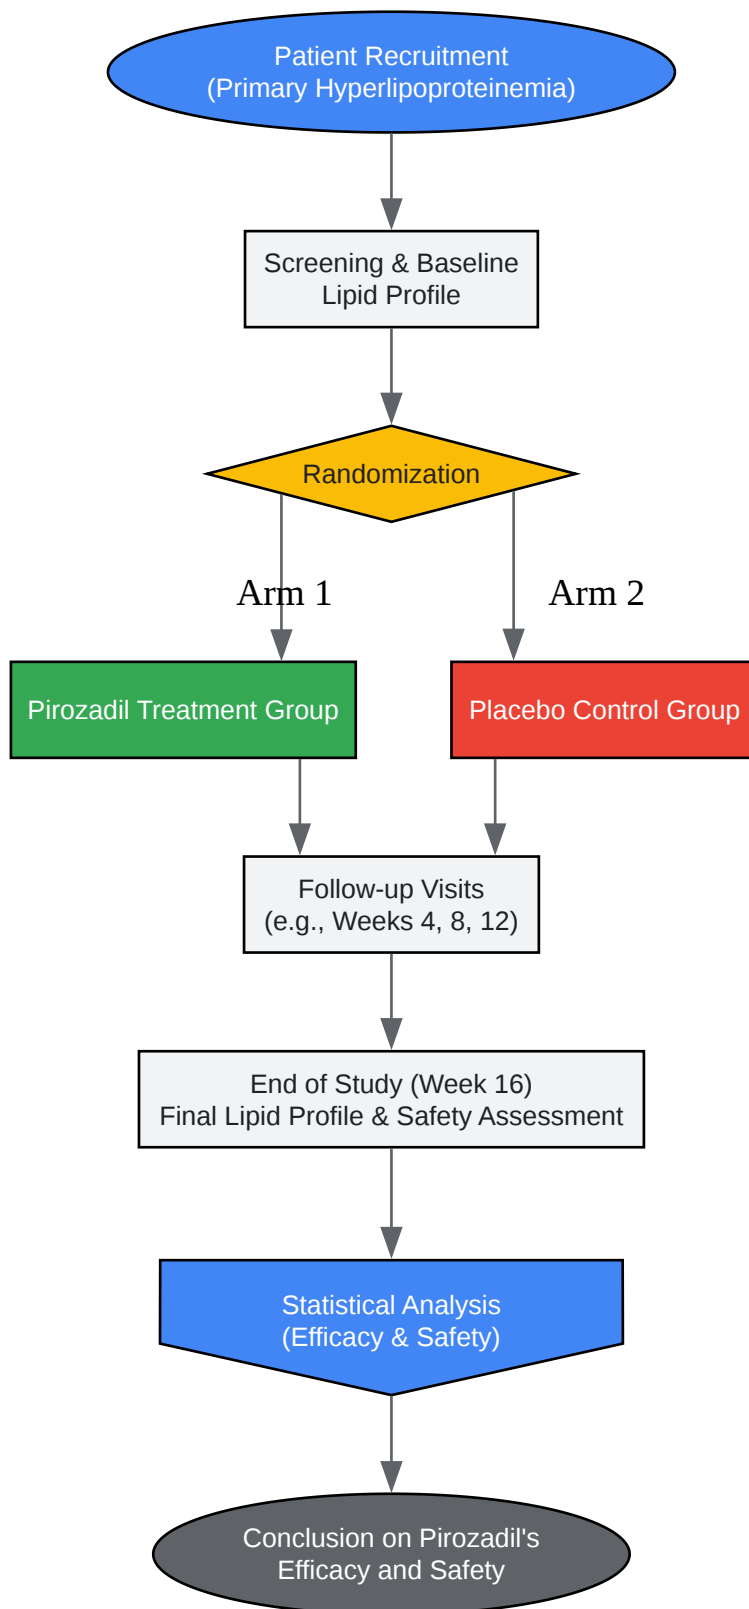 Patient Recruitment
(Primary Hyperlipoproteinemia)
Screening & Baseline
Lipid Profile
Randomization
Arm 1
Arm 2
Pirozadil Treatment Group
Placebo Control Group
Follow-up Visits
(e.g., Weeks 4, 8, 12)
End of Study (Week 16)
Final Lipid Profile & Safety Assessment
Statistical Analysis
(Efficacy & Safety)
Conclusion on Pirozadil's
Efficacy and Safety